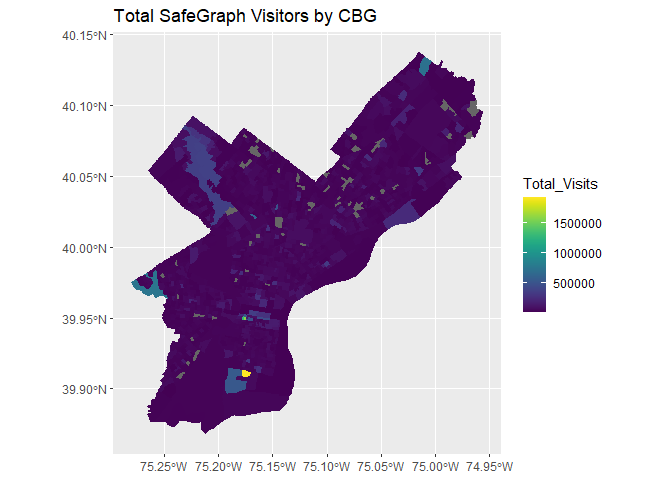 Total SafeGraph Visitors by CBG
40.15°N
40.10°N
40.05°N
40.00°N
39.95°N
39.90°N
75.25°W 75.20°W 75.15°W 75.10°W 75.05°W 75.00°W 74.95°W
Total_Visits
1500000
1000000
500000